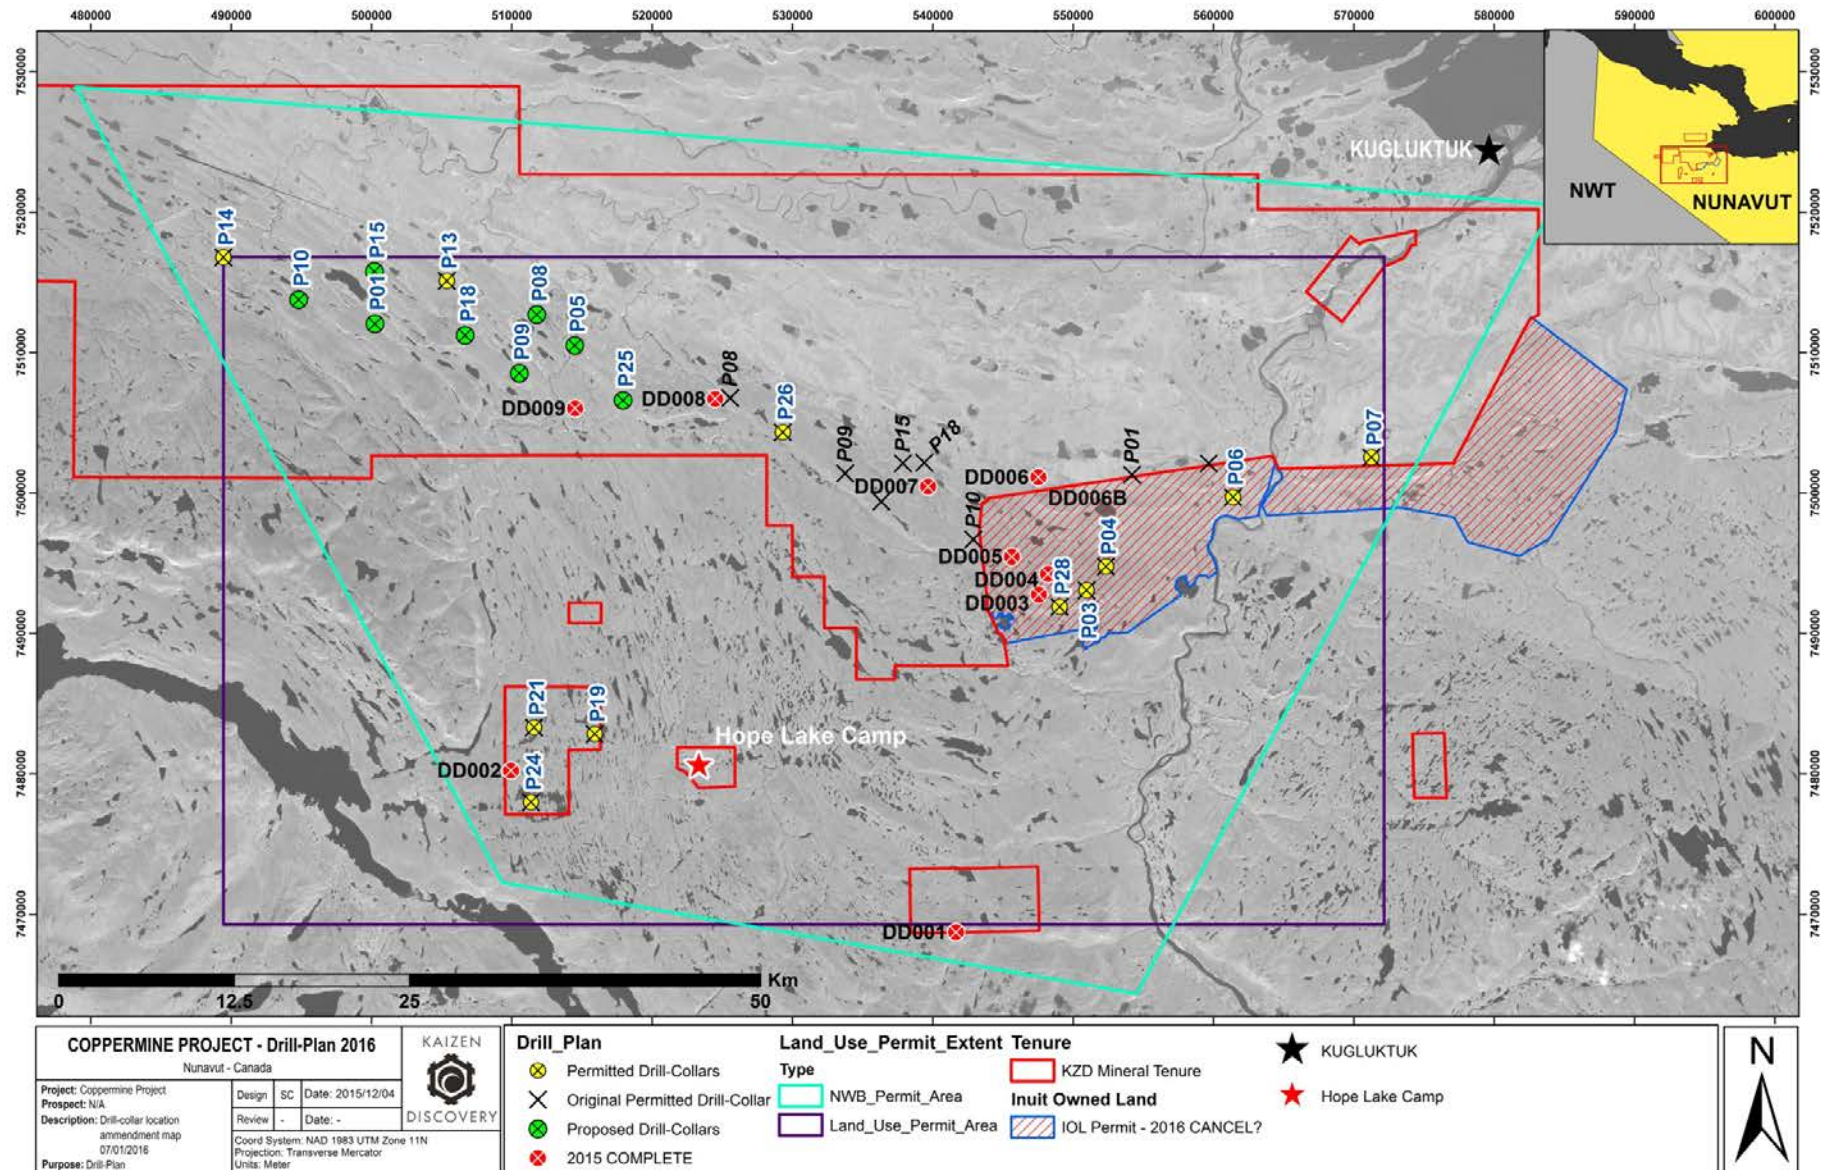 480000 490000 500000 510000 520000 530000 540000 550000 560000 570000 580000 590000 600000
7530000 7530000
KUGLUKTUK
NWT
NUNAVUT
7520000 7520000
P14
P10
P15
P13
P01
P18
P08
P05
P09
P25
7510000 7510000
DD009
DD008
P08
P26
P09
P15
P18
P01
P06
P07
DD007
DD006
DD006B
7500000 7500000
P10
DD005
P04
DD004
P28
DD003
P03
7490000 7490000
P21
P19
Hope Lake Camp
DD002
P24
7480000 7480000
7470000 7470000
DD001
Km
0 12.5 25 50
COPPERMINE PROJECT - Drill-Plan 2016
Nunavut - Canada
Project: Coppermine Project
Prospect: N/A
Description: Drill-collar location
ammendment map
07/01/2016
Purpose: Drill-Plan
Design SC Date: 2015/12/04
Review - Date: -
Coord System: NAD 1983 UTM Zone 11N
Projection: Transverse Mercator
Units: Meter
KAIZEN
DISCOVERY
Drill_Plan
Permitted Drill-Collars
Original Permitted Drill-Collar
Proposed Drill-Collars
2015 COMPLETE
Land_Use_Permit_Extent
Type
NWB_Permit_Area
Land_Use_Permit_Area
Tenure
KZD Mineral Tenure
Inuit Owned Land
IOL Permit - 2016 CANCEL?
KUGLUKTUK
Hope Lake Camp
N